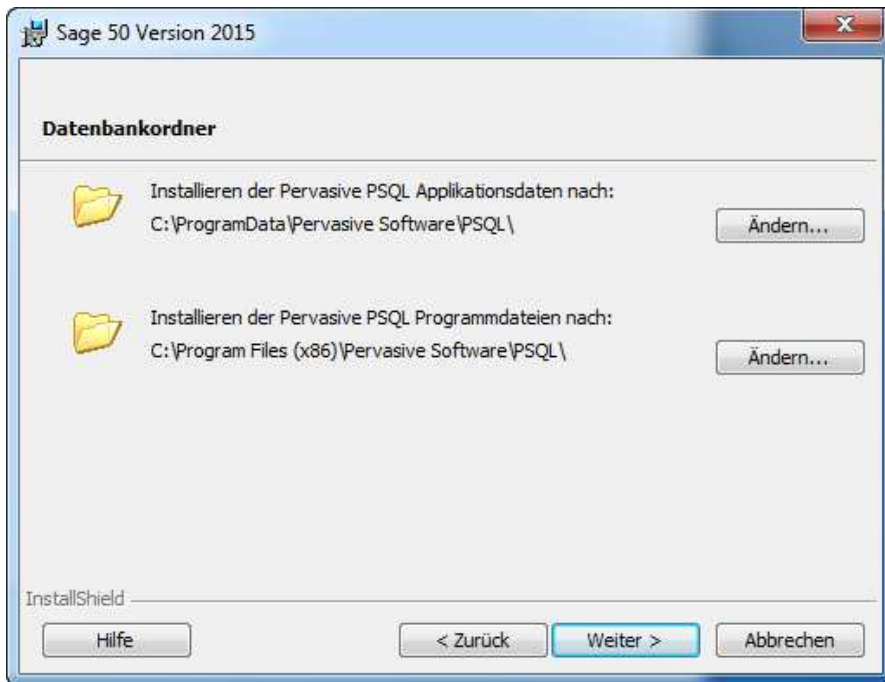 Sage 50 Version 2015
Datenbankordner
Installieren der Pervasive PSQL Applikationsdaten nach:
C:\ProgramData\Pervasive Software\PSQL\
Ändern...
Installieren der Pervasive PSQL Programmdateien nach:
C:\Program Files (x86)\Pervasive Software\PSQL\
Ändern...
InstallShield
Hilfe
< Zurück
Weiter >
Abbrechen